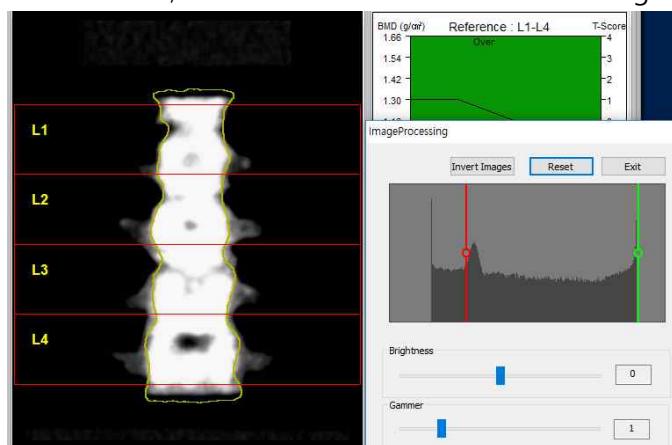 L1
L2
L3
L4
BMD (g/㎠) Reference : L1-L4 T-Score
Over
1.66
1.54
1.42
1.30
4
3
2
1
ImageProcessing
Invert Images Reset Exit
Brightness
0
Gammer
1